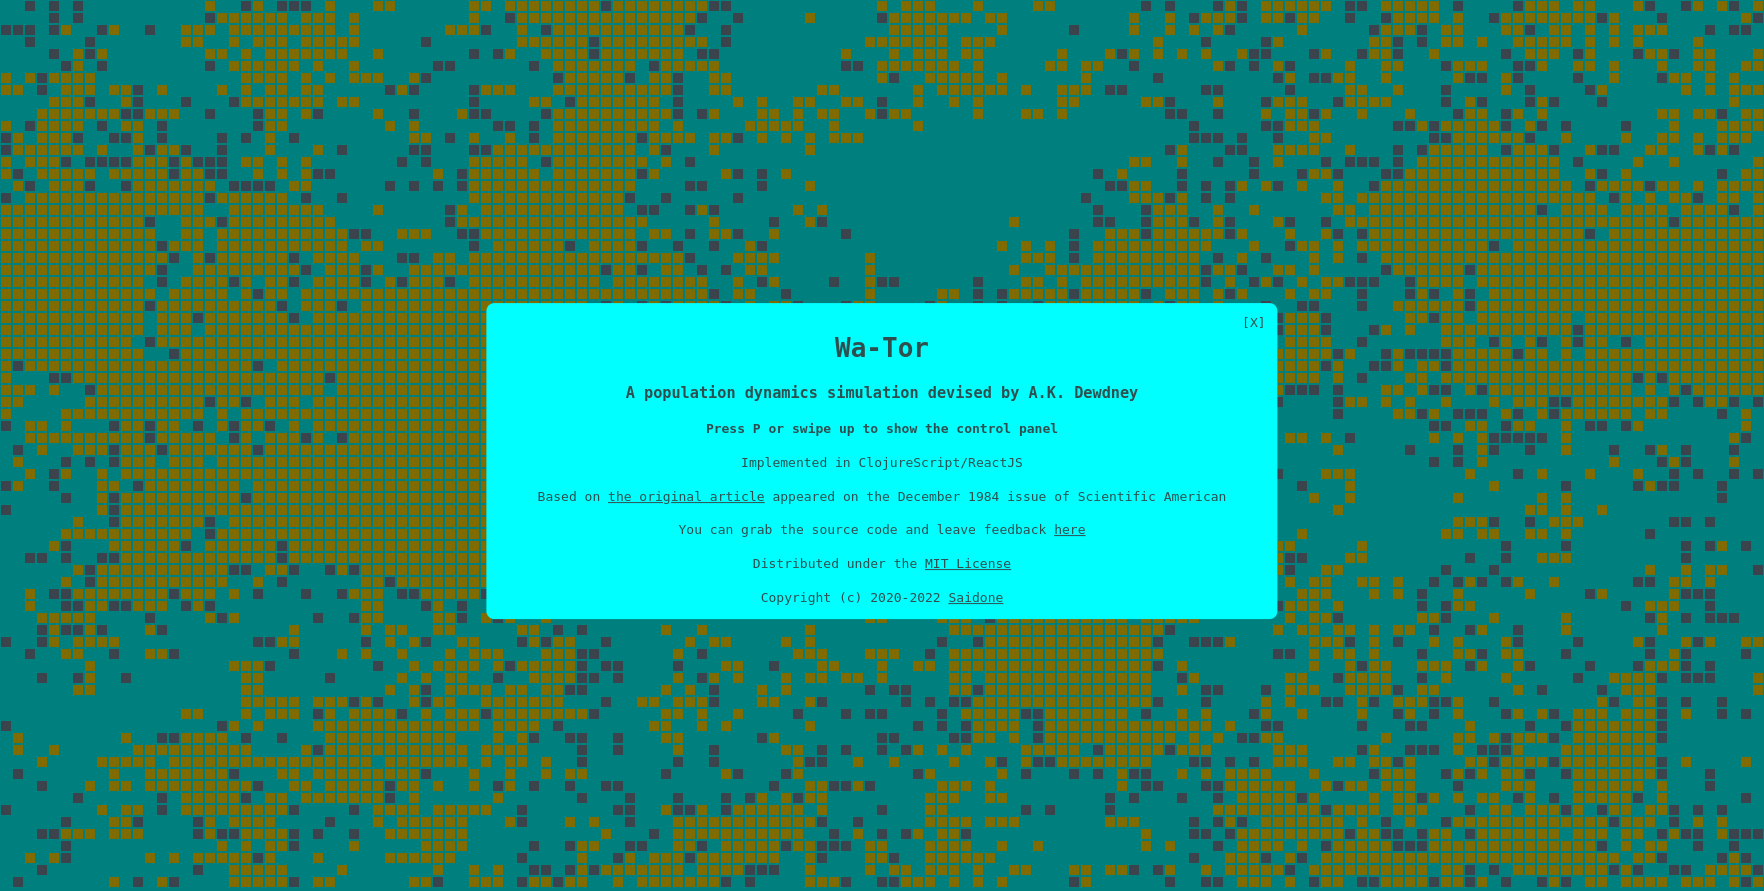 [X]
Wa-Tor
A population dynamics simulation devised by A.K. Dewdney
Press P or swipe up to show the control panel
Implemented in ClojureScript/ReactJS
Based on the original article appeared on the December 1984 issue of Scientific American
You can grab the source code and leave feedback here
Distributed under the MIT License
Copyright (c) 2020-2022 Saidone